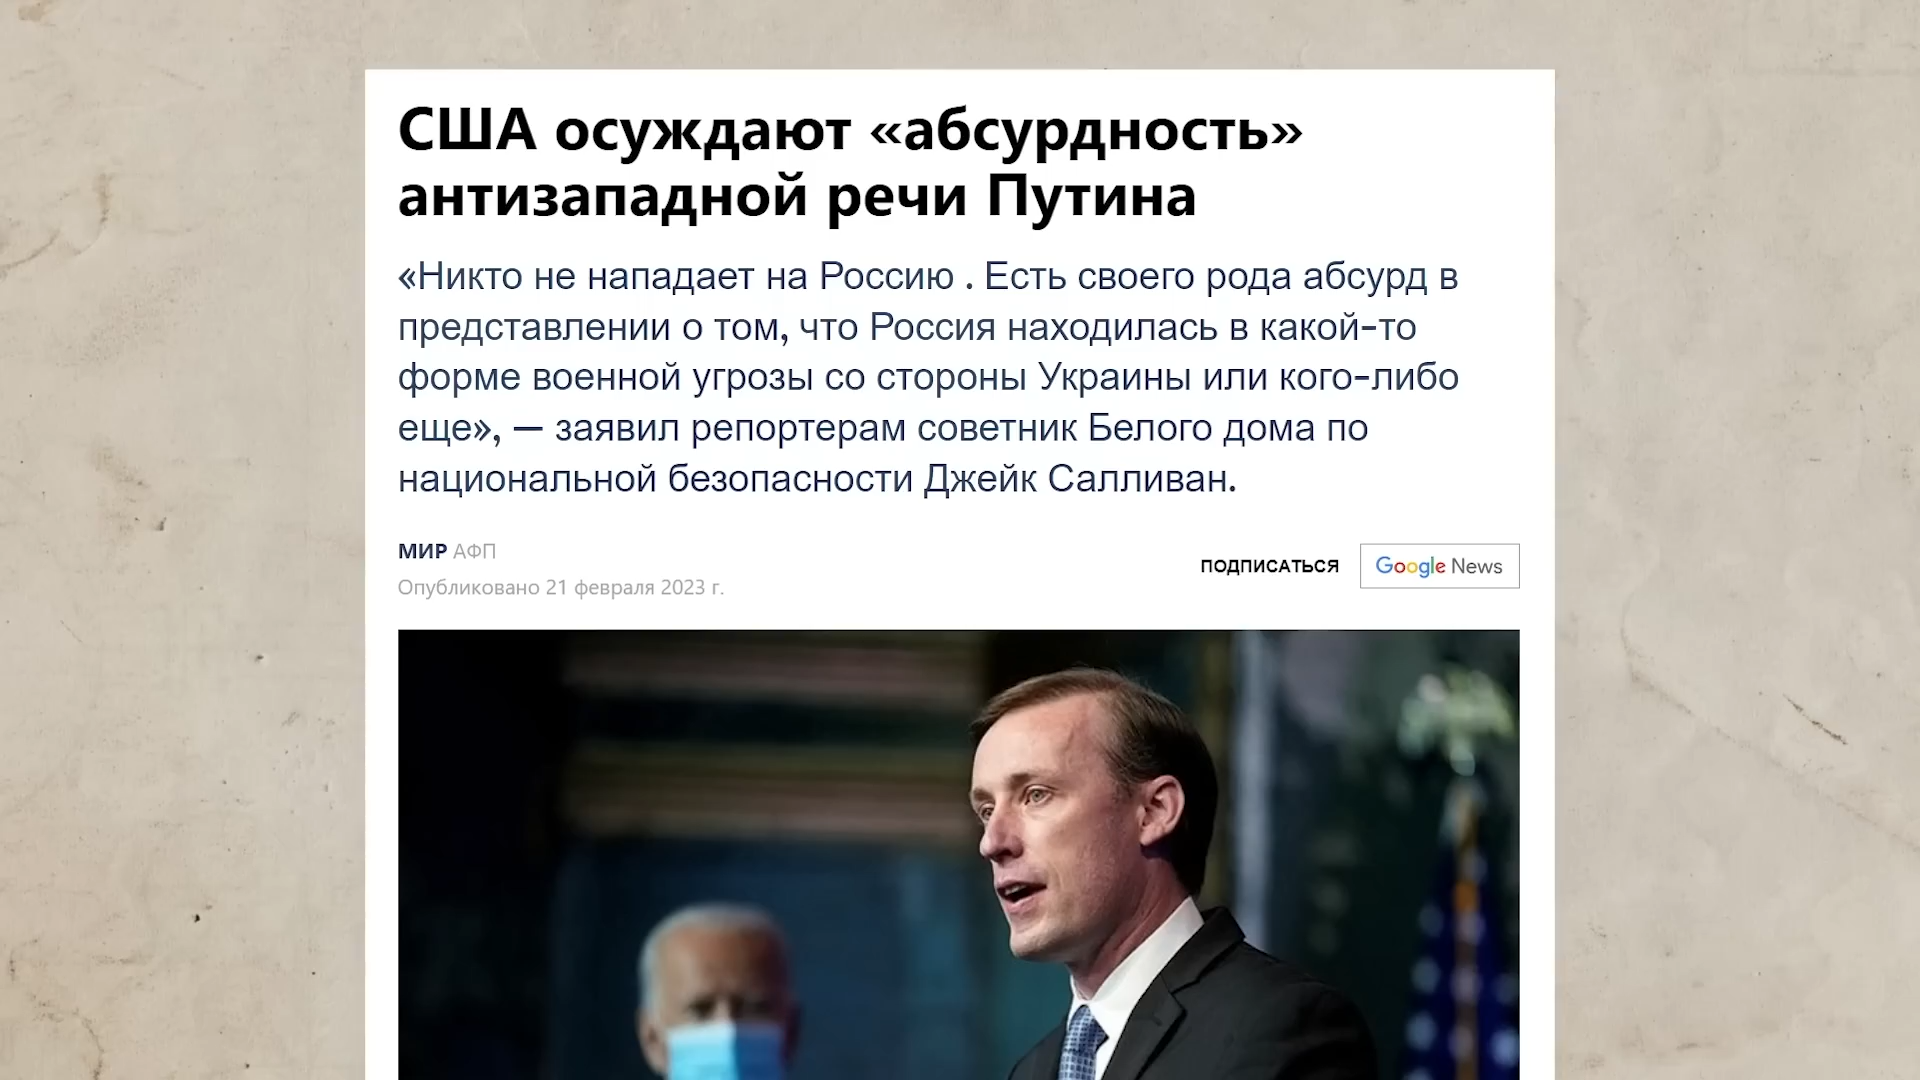 США осуждают «абсурдность»
антизападной речи Путина
«Никто не нападает на Россию . Есть своего рода абсурд в
представлении о том, что Россия находилась в какой-то
форме военной угрозы со стороны Украины или кого-либо
еще», — заявил репортерам советник Белого дома по
национальной безопасности Джейк Салливан.
МИР АФП
Опубликовано 21 февраля 2023 г.
ПОДПИСАТЬСЯ
Google News